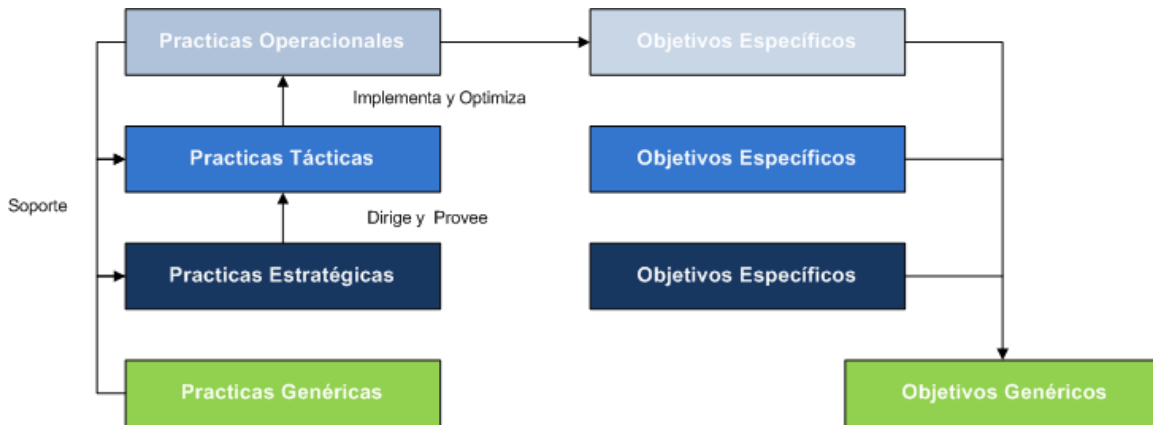 Practicas Operacionales
Objetivos Específicos
Implementa y Optimiza
Practicas Tácticas
Objetivos Específicos
Soporte
Dirige y Provee
Practicas Estratégicas
Objetivos Específicos
Practicas Genéricas
Objetivos Genéricos